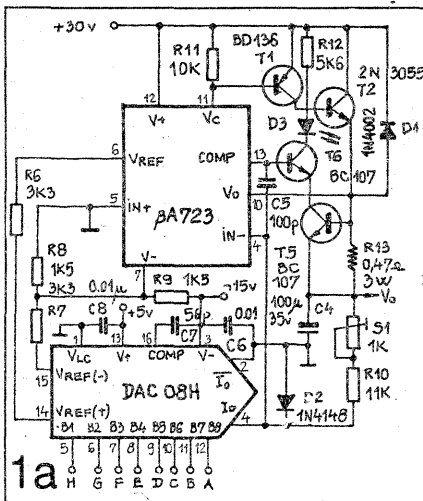 +30v
R11
10K
BD136
T1
R12
5K6
2N
3055
T2
1N4002
D1
12
11
V+
Vc
D3
6
VREF
COMP
13
T6
BC
107
R6
3K3
5
iN+
βA723
Vo
10
C5
100p
iN-
4
R8
1K5
V-
7
T5
BC
107
R13
0,47Ω
3W
Vo
3K3
R7
0.01µ
R9
1K5
-15v
C8
+5v
C7
0.01
C6
100µ
35v
C4
S1
1K
1
13
16
3
VLC
V+
COMP
V-
2
15
VREF(-)
DAC 08H
Io
Io
4
D2
1N4148
R10
11K
14
VREF(+)
B1
B2
B3
B4
B5
B6
B7
B8
5
6
7
8
9
10
11
12
H
G
F
E
D
C
B
A
1a